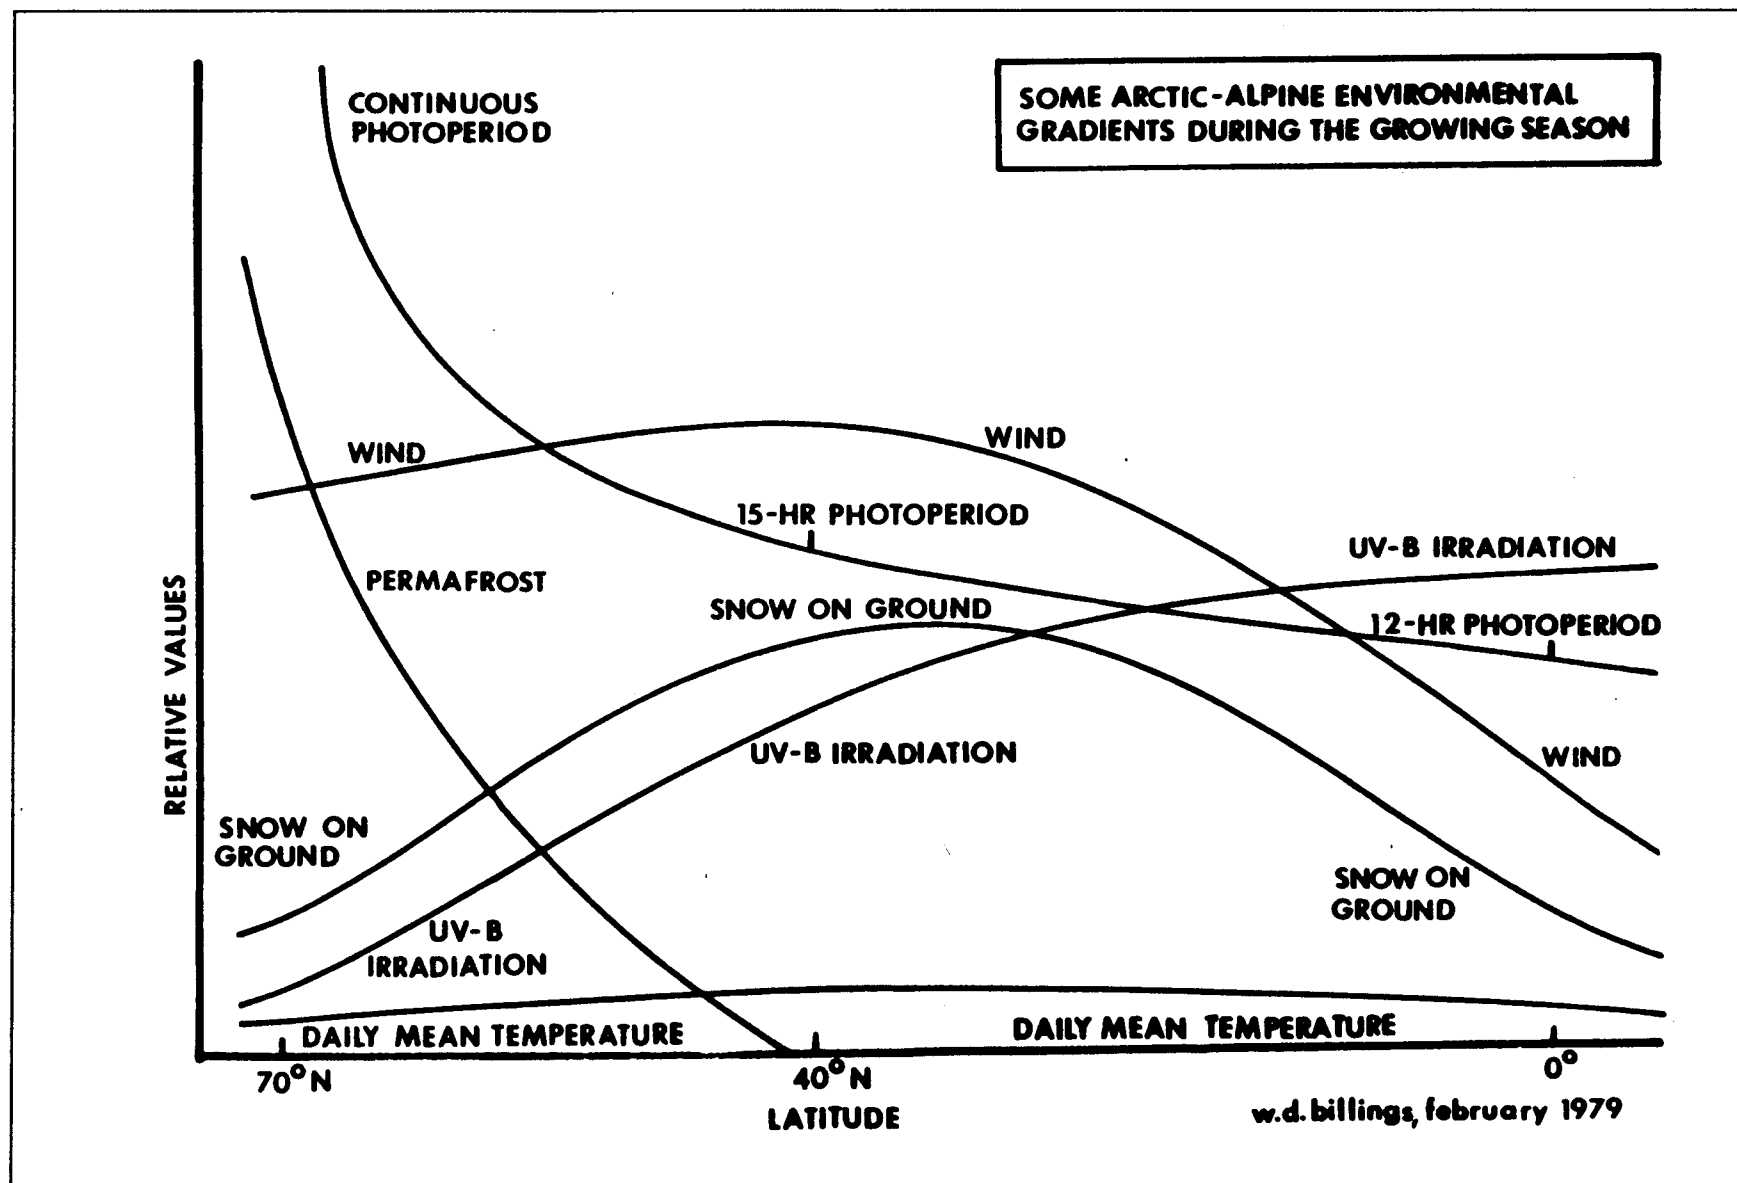 SOME ARCTIC-ALPINE ENVIRONMENTAL
GRADIENTS DURING THE GROWING SEASON
CONTINUOUS
PHOTOPERIOD
WIND
WIND
15-HR PHOTOPERIOD
UV-B IRRADIATION
PERMAFROST
SNOW ON GROUND
12-HR PHOTOPERIOD
RELATIVE VALUES
UV-B IRRADIATION
WIND
SNOW ON
GROUND
SNOW ON
GROUND
UV-B
IRRADIATION
DAILY MEAN TEMPERATURE
DAILY MEAN TEMPERATURE
70°N
40°N
0°
LATITUDE
w.d. billings, february 1979